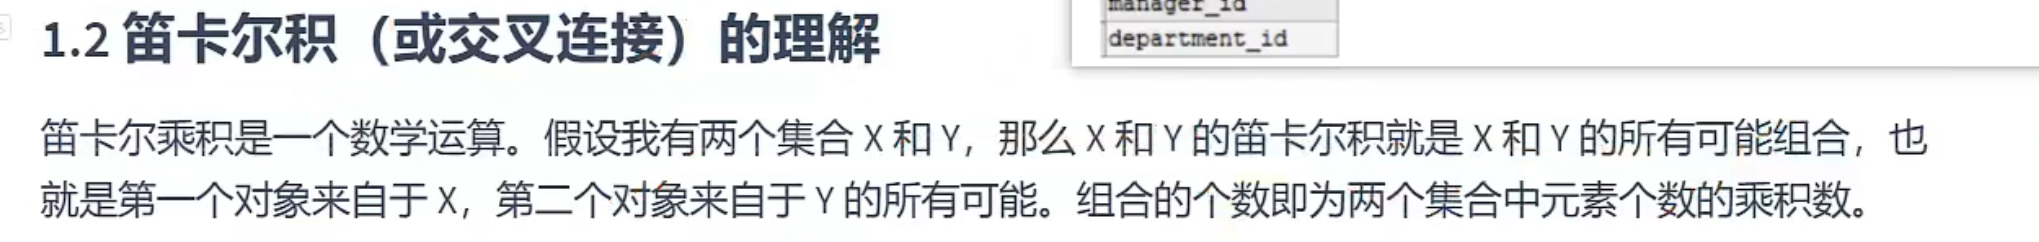 manager_id
department_id
1.2 笛卡尔积（或交叉连接）的理解
笛卡尔乘积是一个数学运算。假设我有两个集合 X 和 Y，那么 X 和 Y 的笛卡尔积就是 X 和 Y 的所有可能组合，也
就是第一个对象来自于 X，第二个对象来自于 Y 的所有可能。组合的个数即为两个集合中元素个数的乘积数。